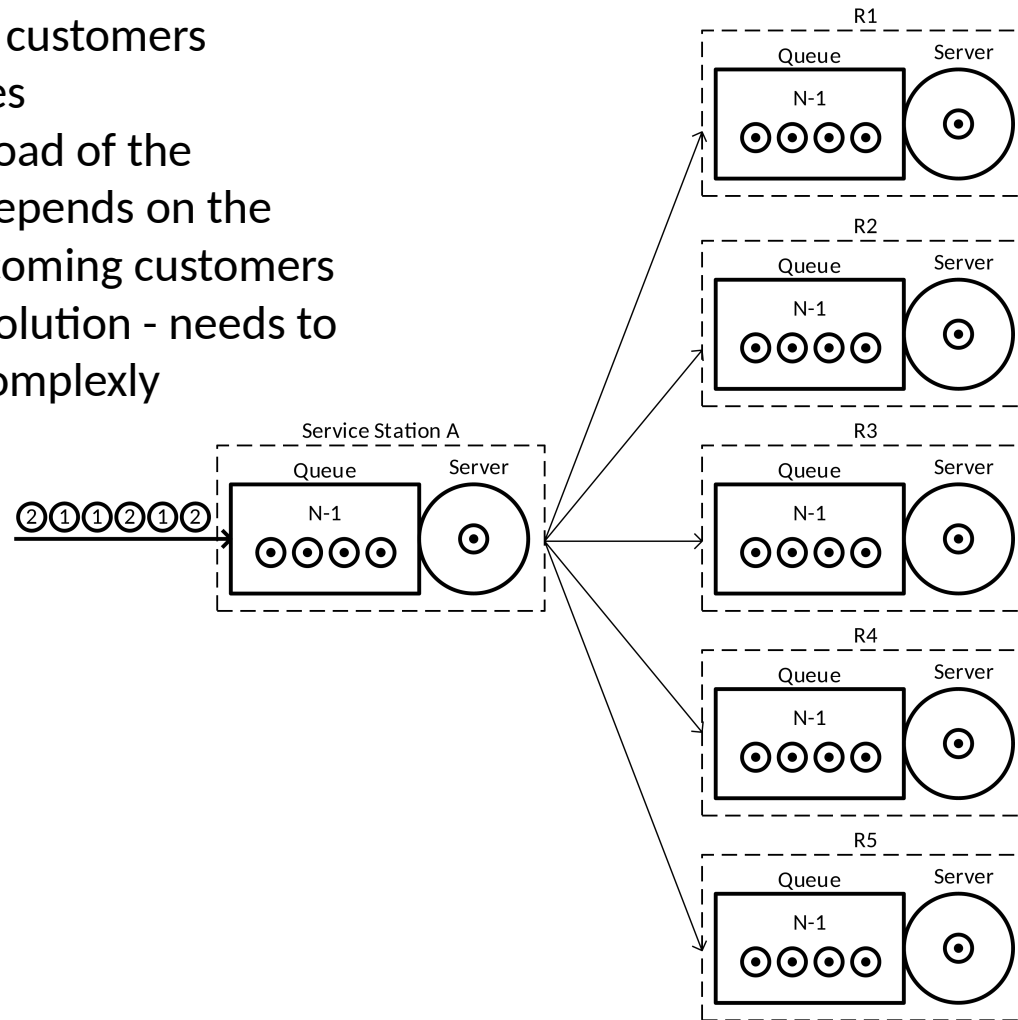 customers
es
oad of the
epends on the
coming customers
olution - needs to
omplexly
R1
Queue
Server
N-1
R2
Queue
Server
N-1
Service Station A
Queue
Server
N-1
2 1 1 2 1 2
R3
Queue
Server
N-1
R4
Queue
Server
N-1
R5
Queue
Server
N-1